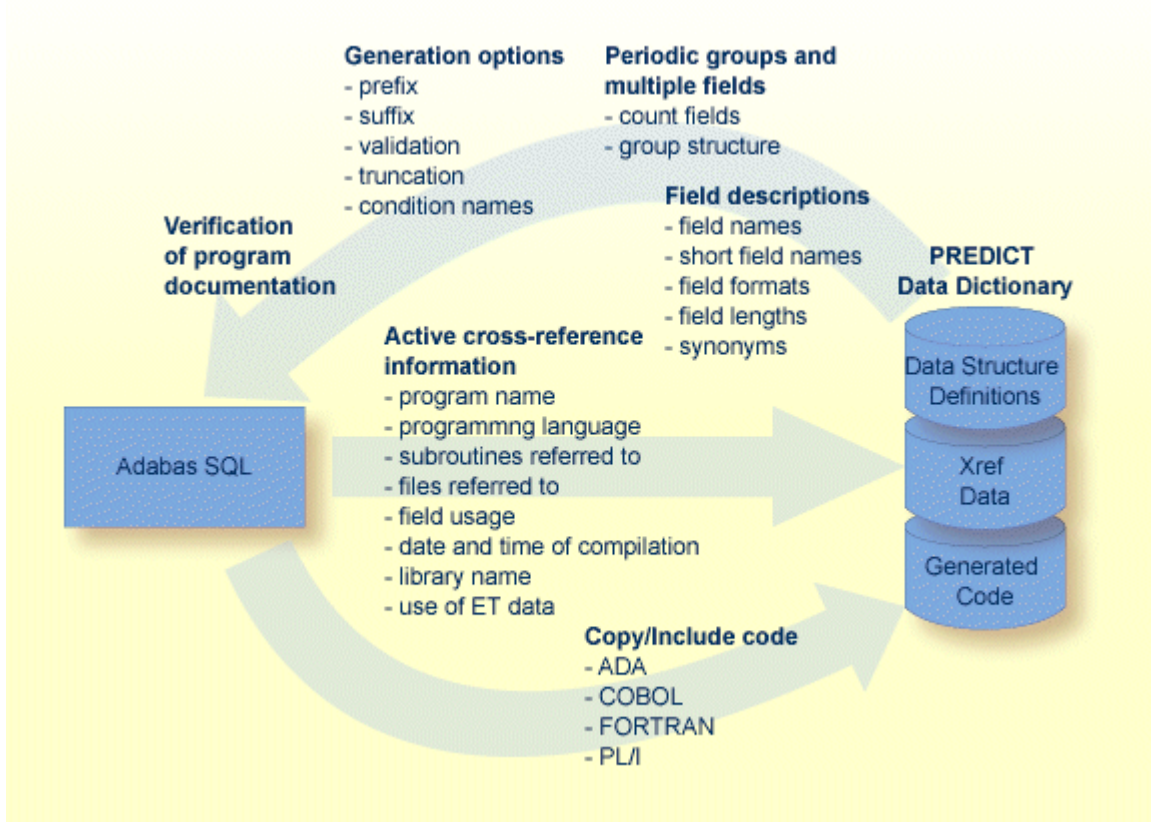 Generation options
- prefix
- suffix
- validation
- truncation
- condition names
Periodic groups and
multiple fields
- count fields
- group structure
Field descriptions
- field names
- short field names
- field formats
- field lengths
- synonyms
Verification
of program
documentation
PREDICT
Data Dictionary
Data Structure
Definitions
Xref
Data
Generated
Code
Active cross-reference
information
- program name
- programmng language
- subroutines referred to
- files referred to
- field usage
- date and time of compilation
- library name
- use of ET data
Adabas SQL
Copy/Include code
- ADA
- COBOL
- FORTRAN
- PL/I